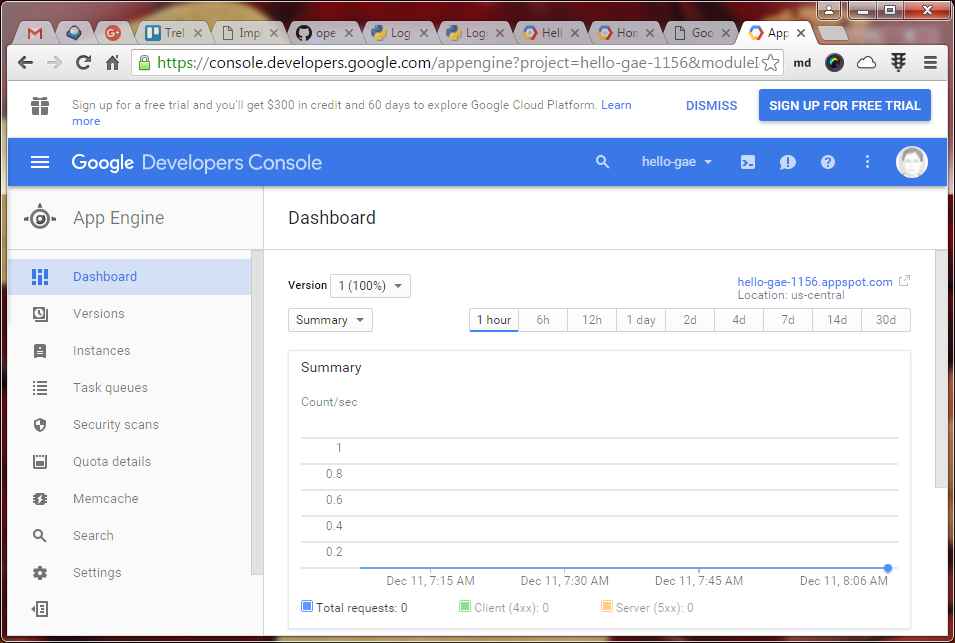 Trel
Imp
ope
Log
Log
Hell
Hon
Goo
App
https://console.developers.google.com/appengine?project=hello-gae-1156&module
md
Sign up for a free trial and you'll get $300 in credit and 60 days to explore Google Cloud Platform. Learn
more
DISMISS
SIGN UP FOR FREE TRIAL
Google Developers Console
hello-gae
App Engine
Dashboard
Dashboard
Versions
Instances
Task queues
Security scans
Quota details
Memcache
Search
Settings
Version
1 (100%)
hello-gae-1156.appspot.com
Location: us-central
Summary
1 hour 6h 12h 1 day 2d 4d 7d 14d 30d
Summary
Count/sec
1
0.8
0.6
0.4
0.2
Dec 11, 7:15 AM Dec 11, 7:30 AM Dec 11, 7:45 AM Dec 11, 8:06 AM
Total requests: 0 Client (4xx): 0 Server (5xx): 0